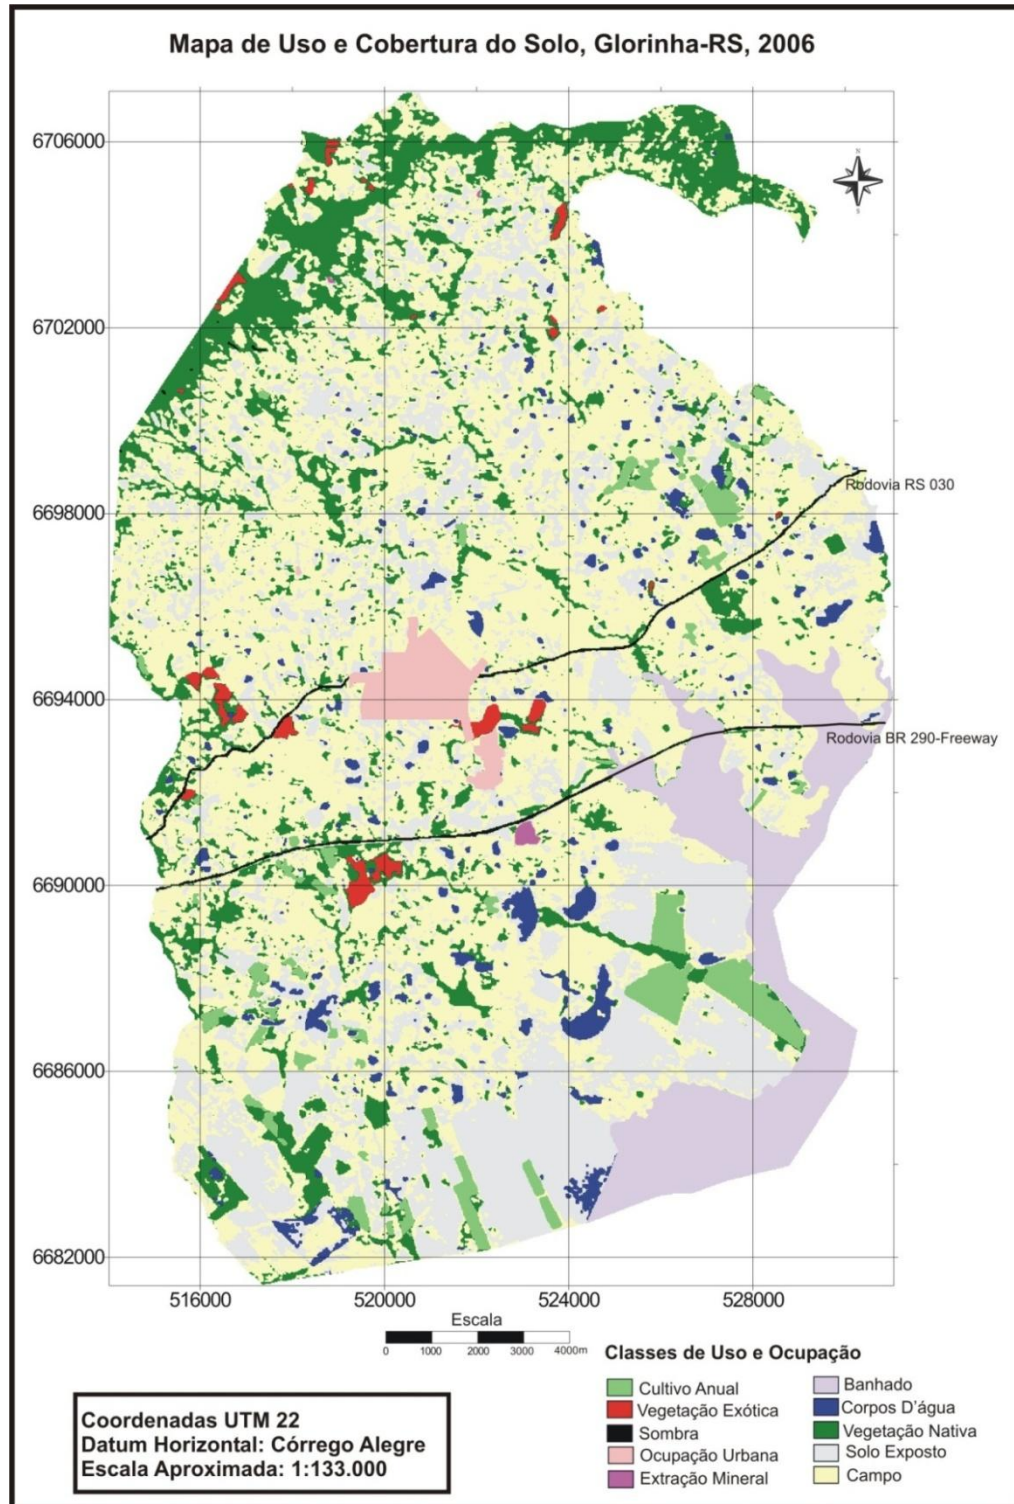 Mapa de Uso e Cobertura do Solo, Glorinha-RS, 2006
6706000
N
6702000
Rodovia RS 030
6698000
6694000
Rodovia BR 290-Freeway
6690000
6686000
6682000
516000 520000 524000 528000
Escala
0 1000 2000 3000 4000m
Classes de Uso e Ocupação
Cultivo Anual
Vegetação Exótica
Sombra
Ocupação Urbana
Extração Mineral
Banhado
Corpos D'água
Vegetação Nativa
Solo Exposto
Campo
Coordenadas UTM 22
Datum Horizontal: Córrego Alegre
Escala Aproximada: 1:133.000